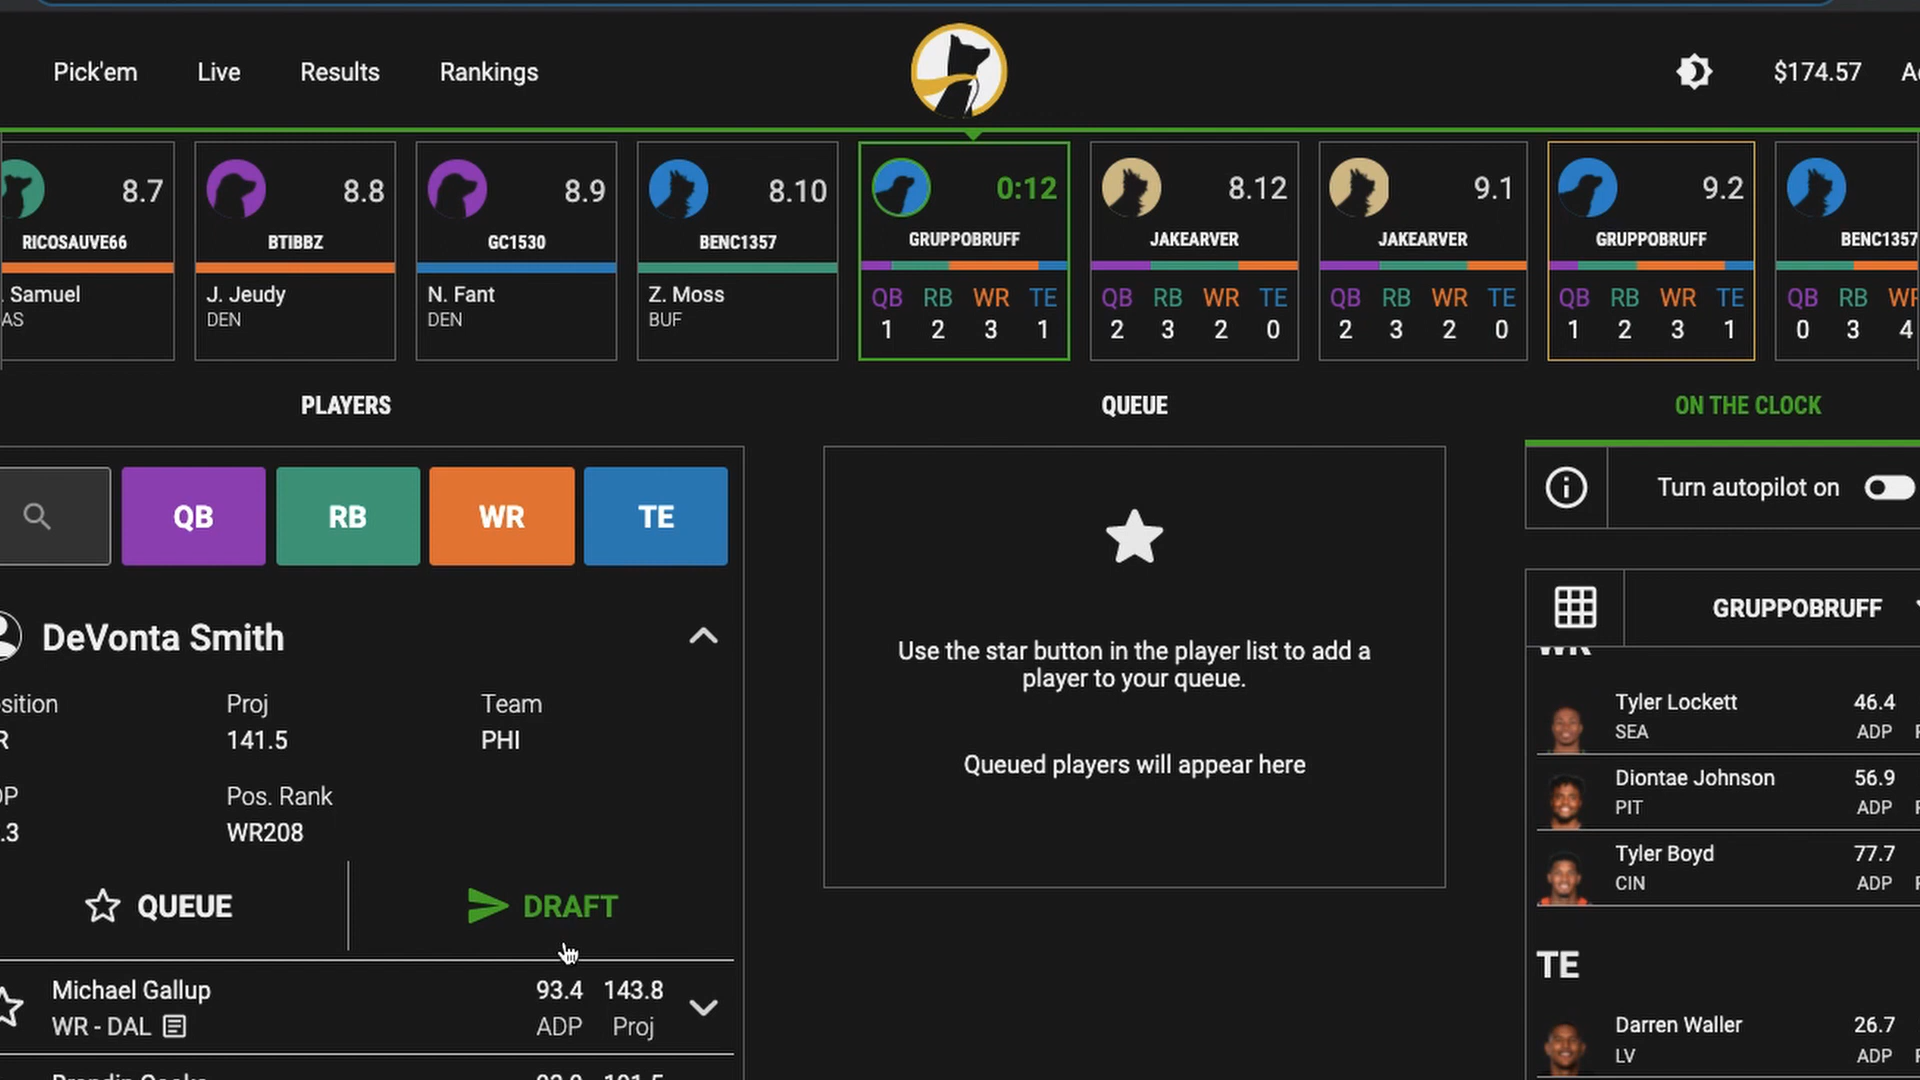 Pick'em Live Results Rankings $174.57
8.7 8.8 8.9 8.10 0:12 8.12 9.1 9.2
RICOSAUVE66 BTIBBZ GC1530 BENC1357 GRUPPOBRUFF JAKEARVER JAKEARVER GRUPPOBRUFF BENC1357
Samuel J. Jeudy N. Fant Z. Moss QB RB WR TE QB RB WR TE QB RB WR TE QB RB WR TE QB RB
AS DEN DEN BUF 1 2 3 1 2 3 2 0 2 3 2 0 1 2 3 1 0 3 4
PLAYERS QUEUE ON THE CLOCK
QB RB WR TE
Turn autopilot on
GRUPPOBRUFF
DeVonta Smith
sition Proj Team
R 141.5 PHI
Pos. Rank
.3 WR208
QUEUE DRAFT
Michael Gallup 93.4 143.8
WR - DAL ADP Proj
Use the star button in the player list to add a
player to your queue.
Queued players will appear here
WR
Tyler Lockett 46.4
SEA ADP
Diontae Johnson 56.9
PIT ADP
Tyler Boyd 77.7
CIN ADP
TE
Darren Waller 26.7
LV ADP